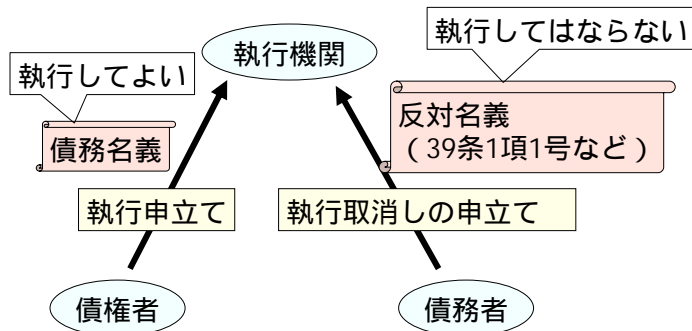 執行してはならない
執行機関
執行してよい
反対名義
（39条1項1号など）
債務名義
執行申立て
執行取消しの申立て
債権者
債務者